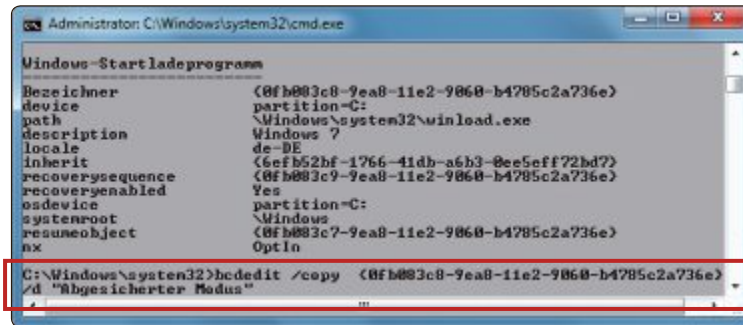 Administrator: C:\Windows\system32\cmd.exe
Windows-Startladeprogramm
-------------------------
Bezeichner {0fb083c8-9ea8-11e2-9060-b4785c2a736e}
device partition=C:
path \Windows\system32\winload.exe
description Windows 7
locale de-DE
inherit {6efb52bf-1766-41db-a6b3-0ee5eff72bd7}
recoverysequence {0fb083c9-9ea8-11e2-9060-b4785c2a736e}
recoveryenabled Yes
osdevice partition=C:
systemroot \Windows
resumeobject {0fb083c7-9ea8-11e2-9060-b4785c2a736e}
nx OptIn
C:\Windows\system32>bcdedit /copy {0fb083c8-9ea8-11e2-9060-b4785c2a736e}
/d "Abgesicherter Modus"